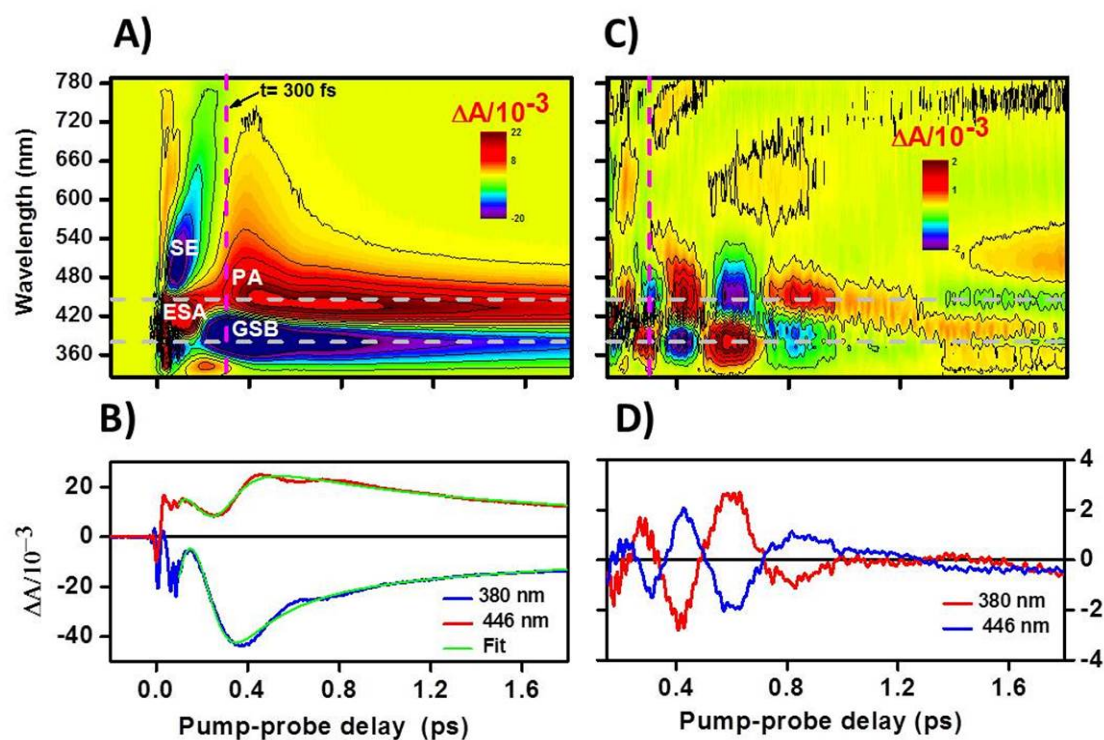 A)
C)
780
720
660
600
540
480
420
360
Wavelength (nm)
t= 300 fs
ΔA/10⁻³
22
8
-20
SE
ESA
PA
GSB
ΔA/10⁻³
2
1
-2
B)
D)
20
0
-20
-40
ΔA/10⁻³
380 nm
446 nm
Fit
0.0 0.4 0.8 1.2 1.6
Pump-probe delay (ps)
4
2
0
-2
-4
380 nm
446 nm
0.4 0.8 1.2 1.6
Pump-probe delay (ps)